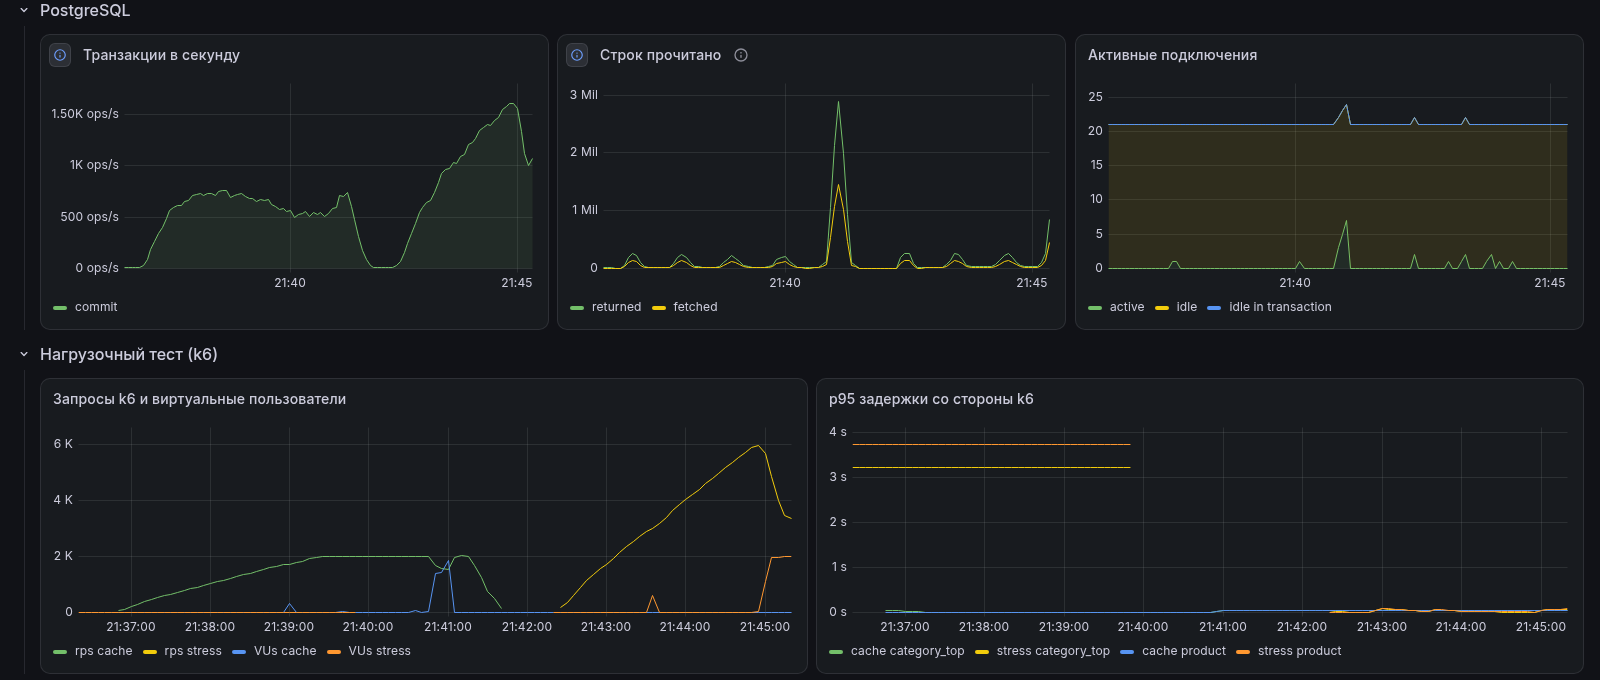 PostgreSQL
Транзакции в секунду
1.50K ops/s
1K ops/s
500 ops/s
0 ops/s
21:40
21:45
commit
Строк прочитано
3 Mil
2 Mil
1 Mil
0
21:40
21:45
returned fetched
Активные подключения
25
20
15
10
5
0
21:40
21:45
active idle idle in transaction
Нагрузочный тест (k6)
Запросы k6 и виртуальные пользователи
6 K
4 K
2 K
0
21:37:00 21:38:00 21:39:00 21:40:00 21:41:00 21:42:00 21:43:00 21:44:00 21:45:00
rps cache rps stress VUs cache VUs stress
p95 задержки со стороны k6
4 s
3 s
2 s
1 s
0 s
21:37:00 21:38:00 21:39:00 21:40:00 21:41:00 21:42:00 21:43:00 21:44:00 21:45:00
cache category_top stress category_top cache product stress product